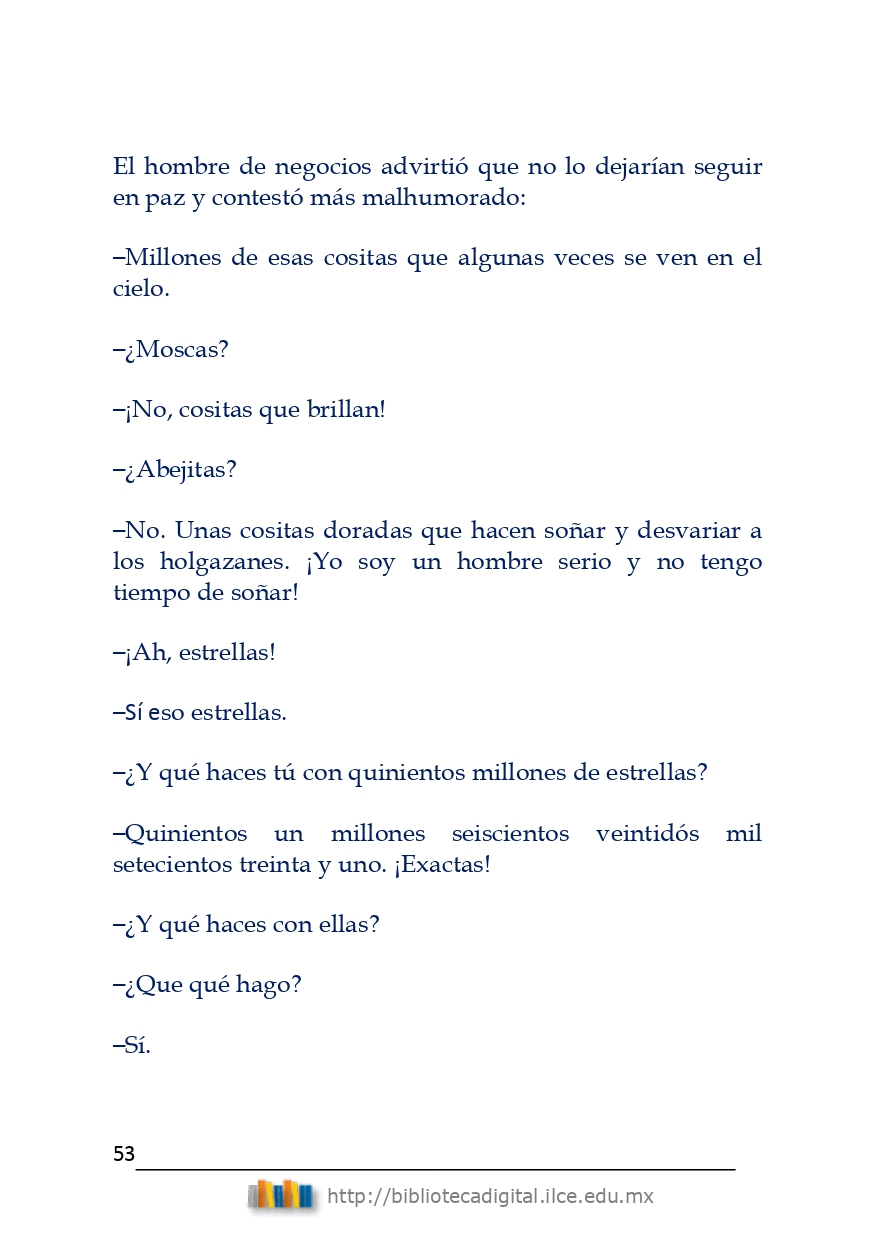 El hombre de negocios advirtió que no lo dejarían seguir
en paz y contestó más malhumorado:
–Millones de esas cositas que algunas veces se ven en el
cielo.
–¿Moscas?
–¡No, cositas que brillan!
–¿Abejitas?
–No. Unas cositas doradas que hacen soñar y desvariar a
los holgazanes. ¡Yo soy un hombre serio y no tengo
tiempo de soñar!
–¡Ah, estrellas!
–Sí eso estrellas.
–¿Y qué haces tú con quinientos millones de estrellas?
–Quinientos un millones seiscientos veintidós mil
setecientos treinta y uno. ¡Exactas!
–¿Y qué haces con ellas?
–¿Que qué hago?
–Sí.
53
http://bibliotecadigital.ilce.edu.mx